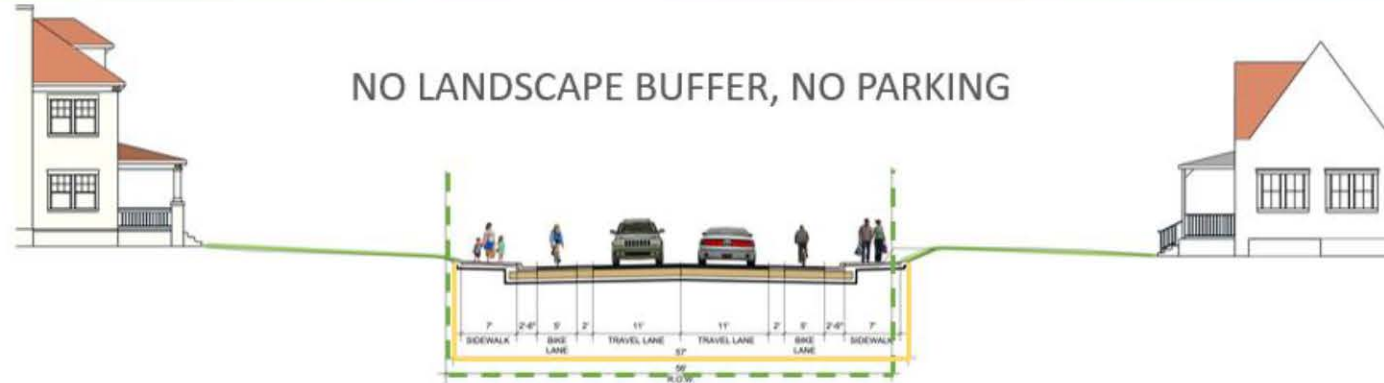 NO LANDSCAPE BUFFER, NO PARKING
7' 2'-6" 5' 2' 11' 11' 2' 5' 2'-6" 7'
SIDEWALK BIKE TRAVEL LANE TRAVEL LANE BIKE SIDEWALK
LANE LANE
57'
56'
R.O.W.